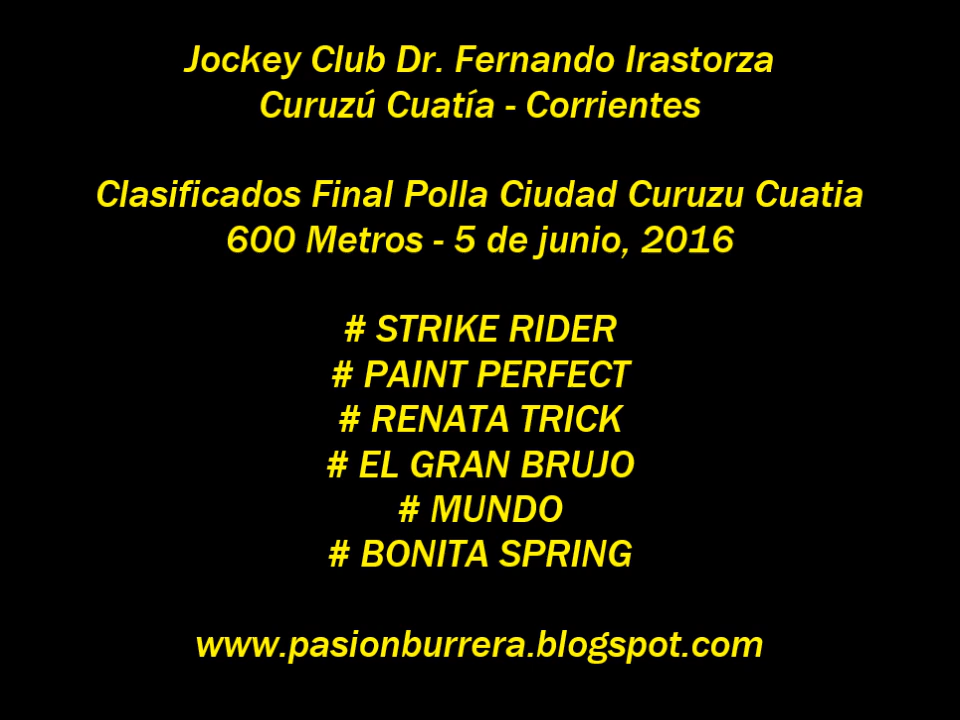 Jockey Club Dr. Fernando Irastorza
Curuzú Cuatía - Corrientes
Clasificados Final Polla Ciudad Curuzu Cuatia
600 Metros - 5 de junio, 2016
# STRIKE RIDER
# PAINT PERFECT
# RENATA TRICK
# EL GRAN BRUJO
# MUNDO
# BONITA SPRING
www.pasionburrera.blogspot.com